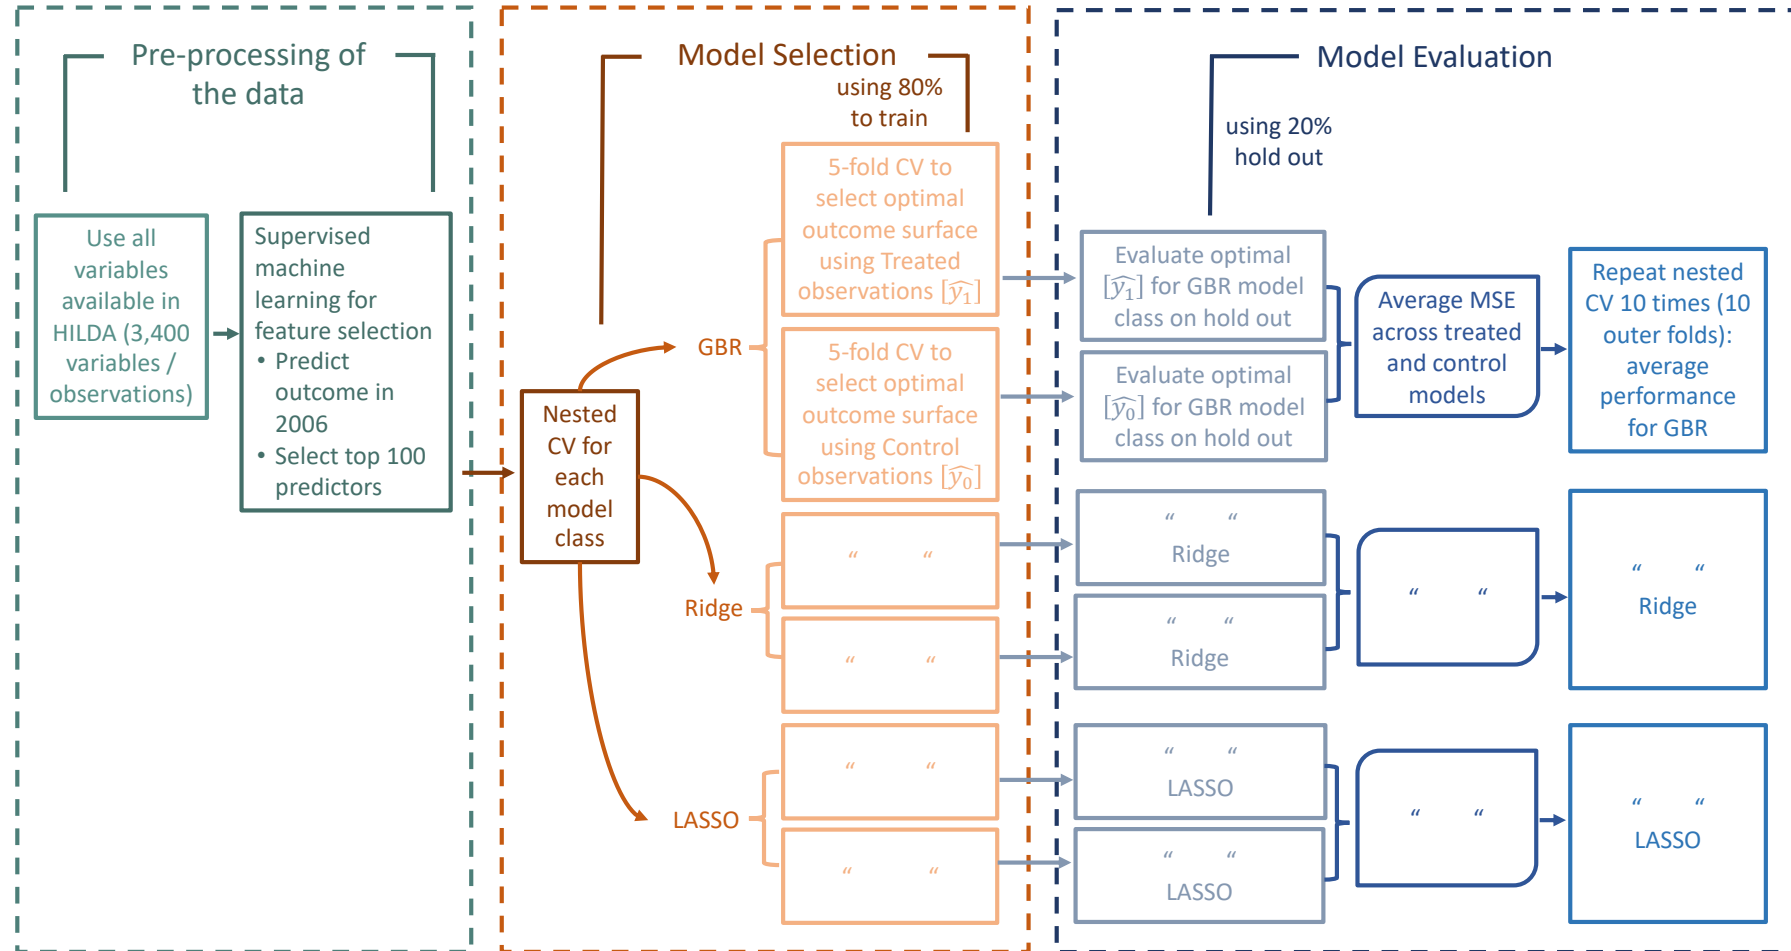 Pre-processing of
the data
Use all
variables
available in
HILDA (3,400
variables /
observations)
Supervised
machine
learning for
feature selection
• Predict
outcome in
2006
• Select top 100
predictors
Model Selection
using 80%
to train
Nested
CV for
each
model
class
GBR
5-fold CV to
select optimal
outcome surface
using Treated
observations [ŷ₁]
5-fold CV to
select optimal
outcome surface
using Control
observations [ŷ₀]
Ridge
“ “
“ “
LASSO
“ “
“ “
Model Evaluation
using 20%
hold out
Evaluate optimal
[ŷ₁] for GBR model
class on hold out
Evaluate optimal
[ŷ₀] for GBR model
class on hold out
Average MSE
across treated
and control
models
Repeat nested
CV 10 times (10
outer folds):
average
performance
for GBR
“ “
Ridge
“ “
Ridge
“ “
“ “
Ridge
“ “
LASSO
“ “
LASSO
“ “
“ “
LASSO